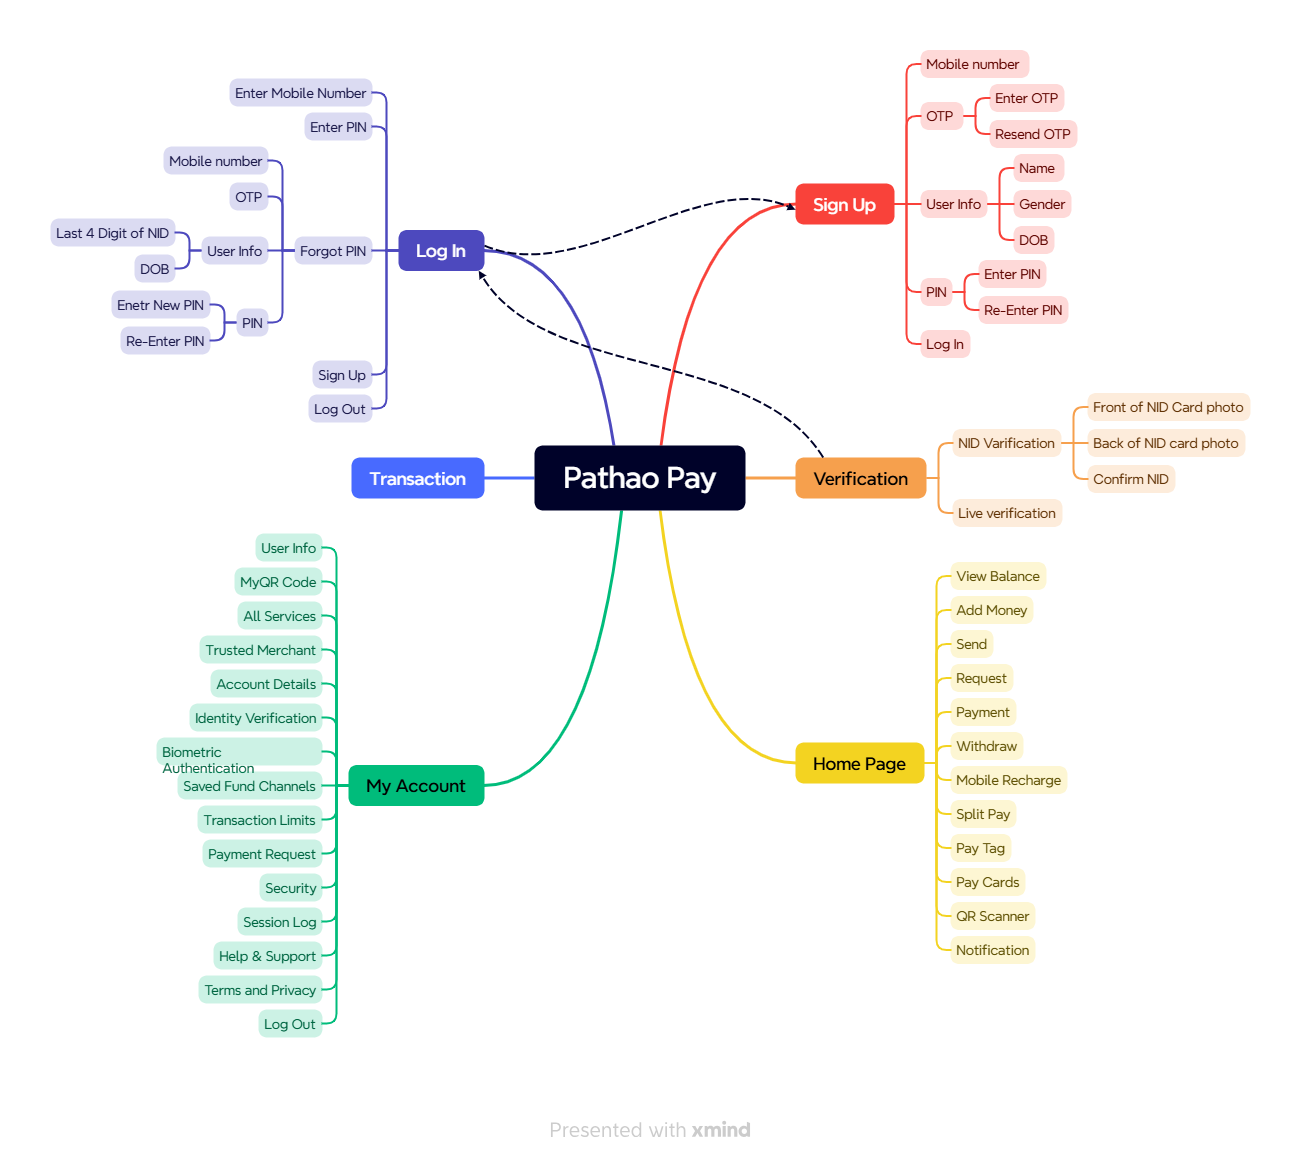 Pathao Pay
Sign Up
Mobile number
OTP
Enter OTP
Resend OTP
User Info
Name
Gender
DOB
PIN
Enter PIN
Re-Enter PIN
Log In
Verification
NID Varification
Front of NID Card photo
Back of NID card photo
Confirm NID
Live verification
Home Page
View Balance
Add Money
Send
Request
Payment
Withdraw
Mobile Recharge
Split Pay
Pay Tag
Pay Cards
QR Scanner
Notification
Log In
Enter Mobile Number
Enter PIN
Forgot PIN
Mobile number
OTP
User Info
Last 4 Digit of NID
DOB
PIN
Enetr New PIN
Re-Enter PIN
Sign Up
Log Out
Transaction
My Account
User Info
MyQR Code
All Services
Trusted Merchant
Account Details
Identity Verification
Biometric
Authentication
Saved Fund Channels
Transaction Limits
Payment Request
Security
Session Log
Help & Support
Terms and Privacy
Log Out
Presented with xmind